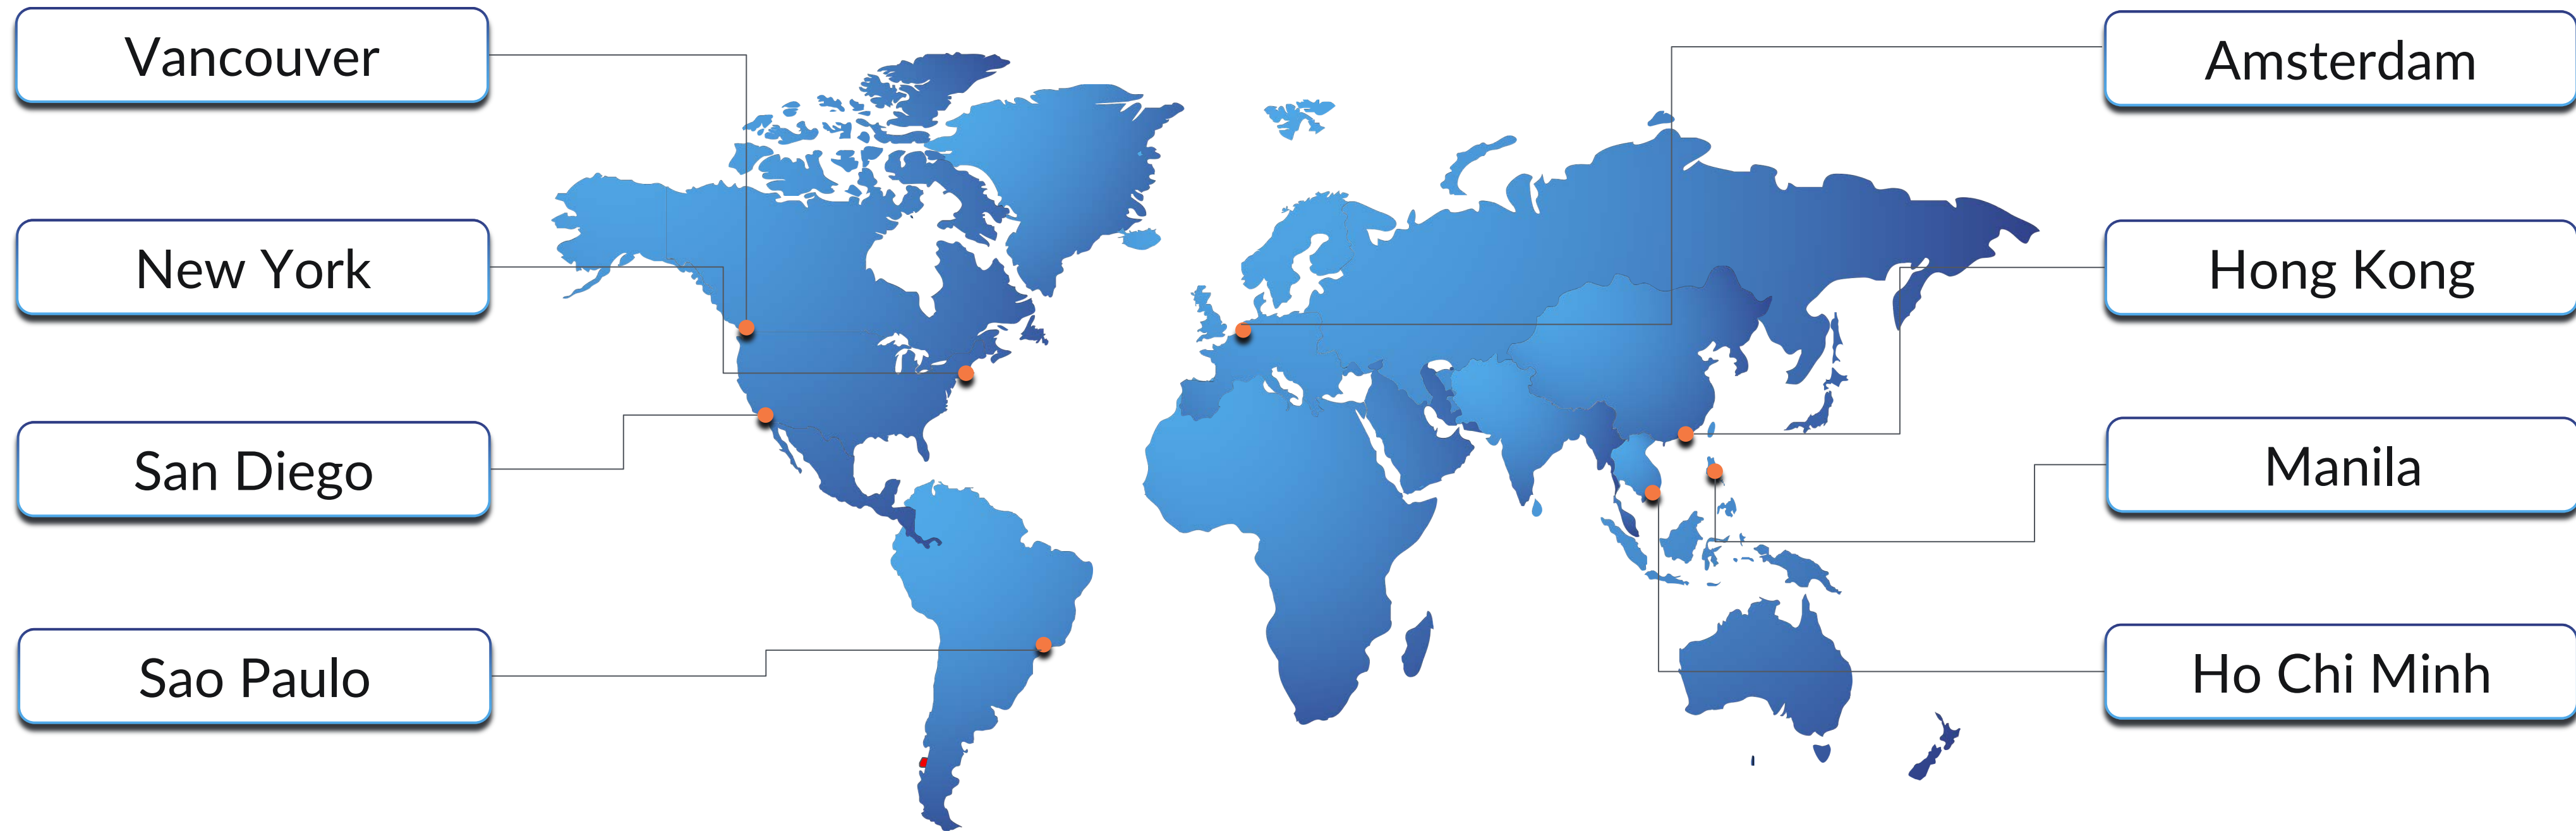 Vancouver
New York
San Diego
Sao Paulo
Amsterdam
Hong Kong
Manila
Ho Chi Minh